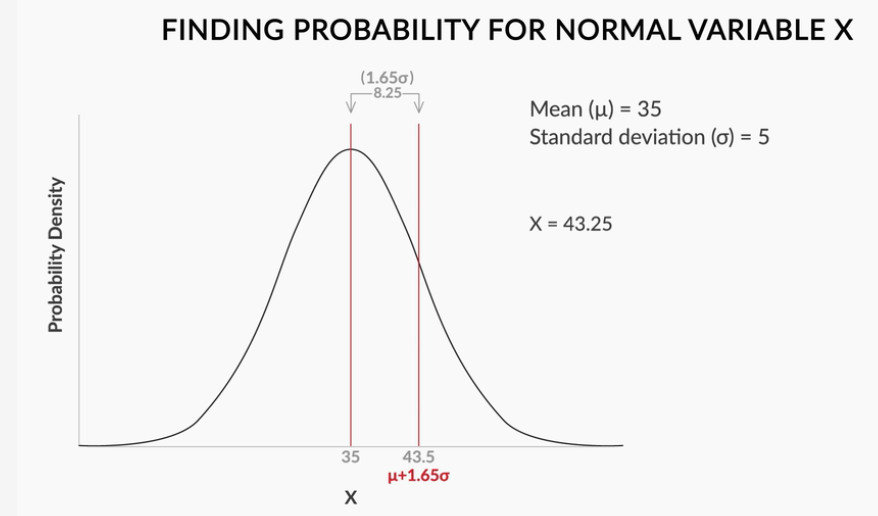 FINDING PROBABILITY FOR NORMAL VARIABLE X
(1.65σ)
8.25
Mean (μ) = 35
Standard deviation (σ) = 5
X = 43.25
Probability Density
35
43.5
μ+1.65σ
X